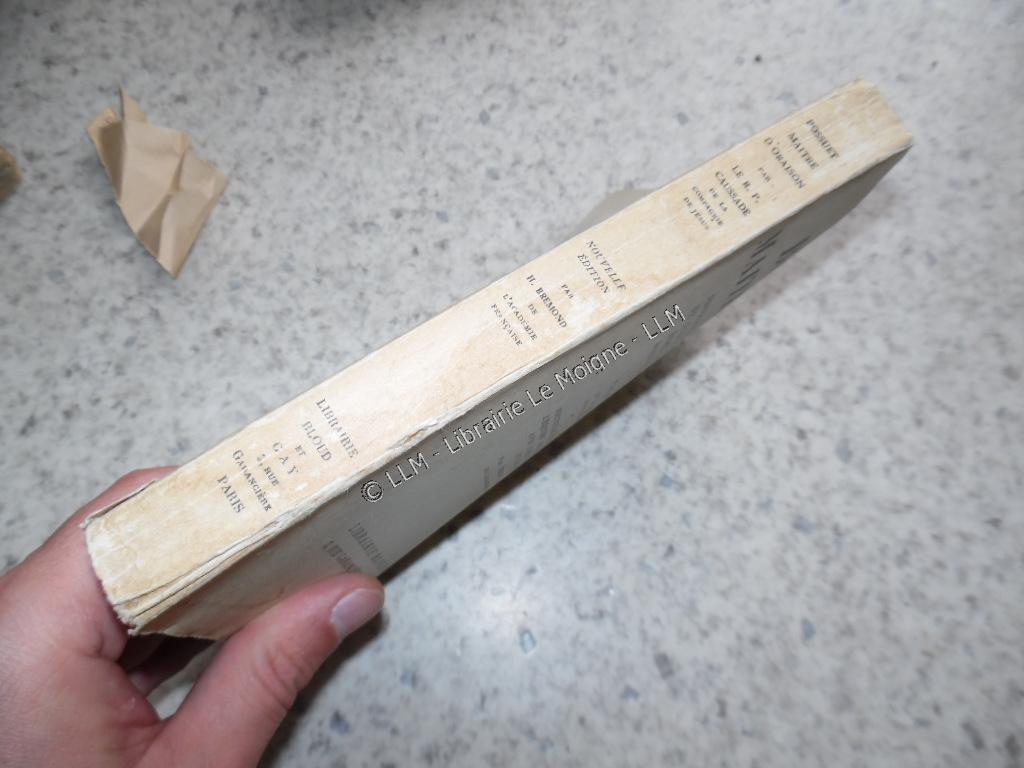 BOSSUET
MAITRE
D'ORAISON
PAR
LE R. P.
CAUSSADE
DE LA
COMPAGNIE
DE JÉSUS
NOUVELLE
ÉDITION
PAR
H. BREMOND
DE
L'ACADÉMIE
FRANÇAISE
LIBRAIRIE
BLOUD
ET
GAY
3, RUE
GARANCIÈRE
PARIS
© LLM - Librairie Le Moigne - LLM